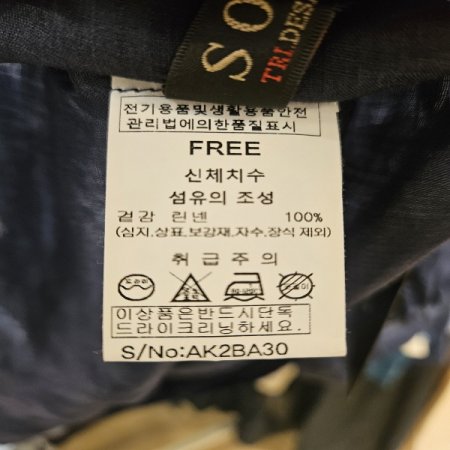 SO
TRI.DESA
전기용품및생활용품안전
관리법에의한품질표시
FREE
신체치수
섬유의 조성
겉감 린넨 100%
(심지,상표,보강재,자수,장식 제외)
취급주의
이상품은반드시단독
드라이크리닝하세요.
S/No:AK2BA30